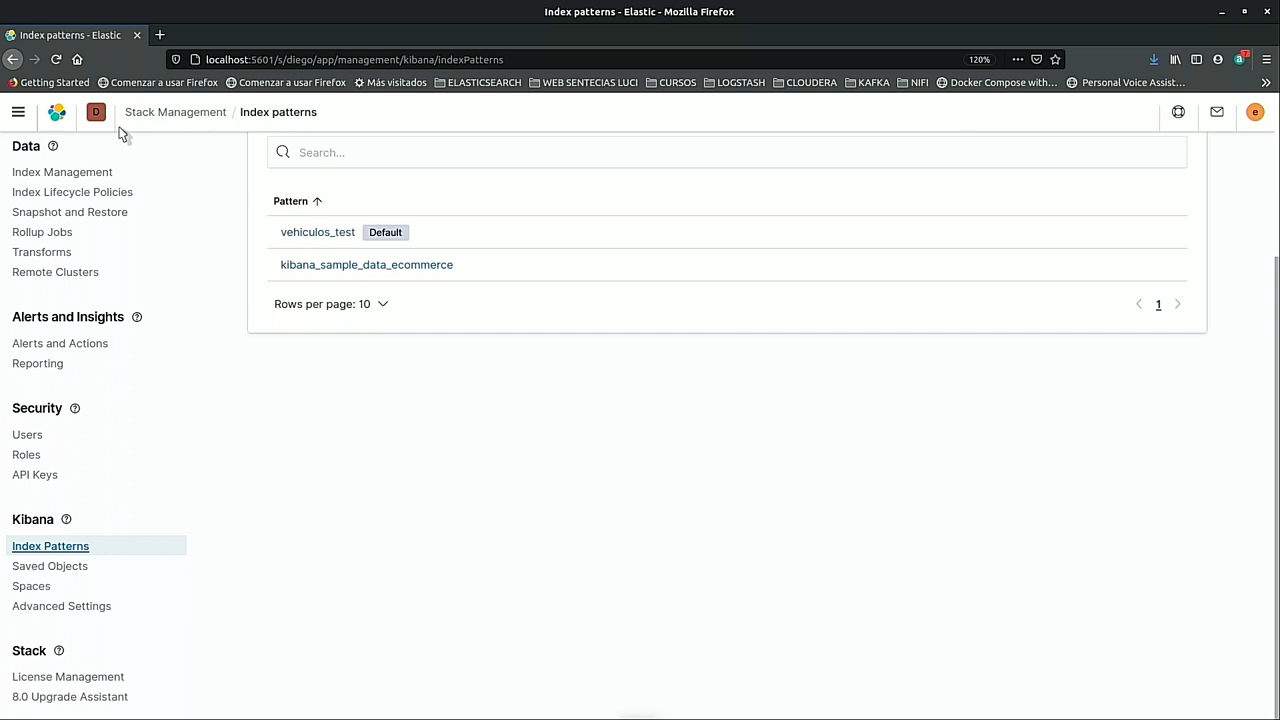 Index patterns - Elastic - Mozilla Firefox
Index patterns - Elastic
localhost:5601/s/diego/app/management/kibana/indexPatterns
120%
Getting Started Comenzar a usar Firefox Comenzar a usar Firefox Más visitados ELASTICSEARCH WEB SENTECIAS LUCI CURSOS LOGSTASH CLOUDERA KAFKA NIFI Docker Compose with... Personal Voice Assist...
D Stack Management / Index patterns
e
Data
Index Management
Index Lifecycle Policies
Snapshot and Restore
Rollup Jobs
Transforms
Remote Clusters
Alerts and Insights
Alerts and Actions
Reporting
Security
Users
Roles
API Keys
Kibana
Index Patterns
Saved Objects
Spaces
Advanced Settings
Stack
License Management
8.0 Upgrade Assistant
Search...
Pattern
vehiculos_test Default
kibana_sample_data_ecommerce
Rows per page: 10
1